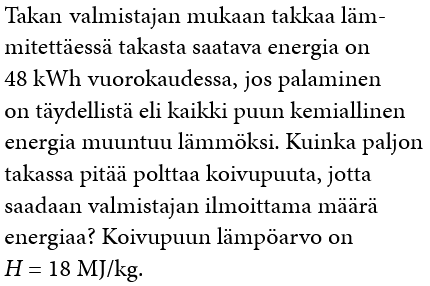 Takan valmistajan mukaan takkaa läm-
mitettäessä takasta saatava energia on
48 kWh vuorokaudessa, jos palaminen
on täydellistä eli kaikki puun kemiallinen
energia muuntuu lämmöksi. Kuinka paljon
takassa pitää polttaa koivupuuta, jotta
saadaan valmistajan ilmoittama määrä
energiaa? Koivupuun lämpöarvo on
H = 18 MJ/kg.